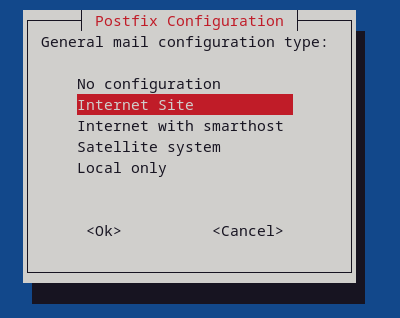 Postfix Configuration
General mail configuration type:
No configuration
Internet Site
Internet with smarthost
Satellite system
Local only
<Ok> <Cancel>